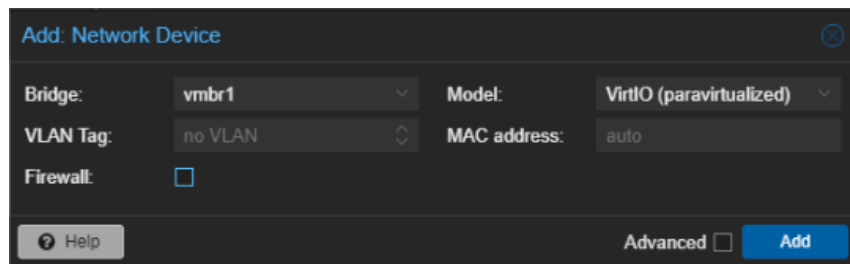 Add: Network Device
Bridge: vmbr1 Model: VirtIO (paravirtualized)
VLAN Tag: no VLAN MAC address: auto
Firewall:
Help Advanced Add